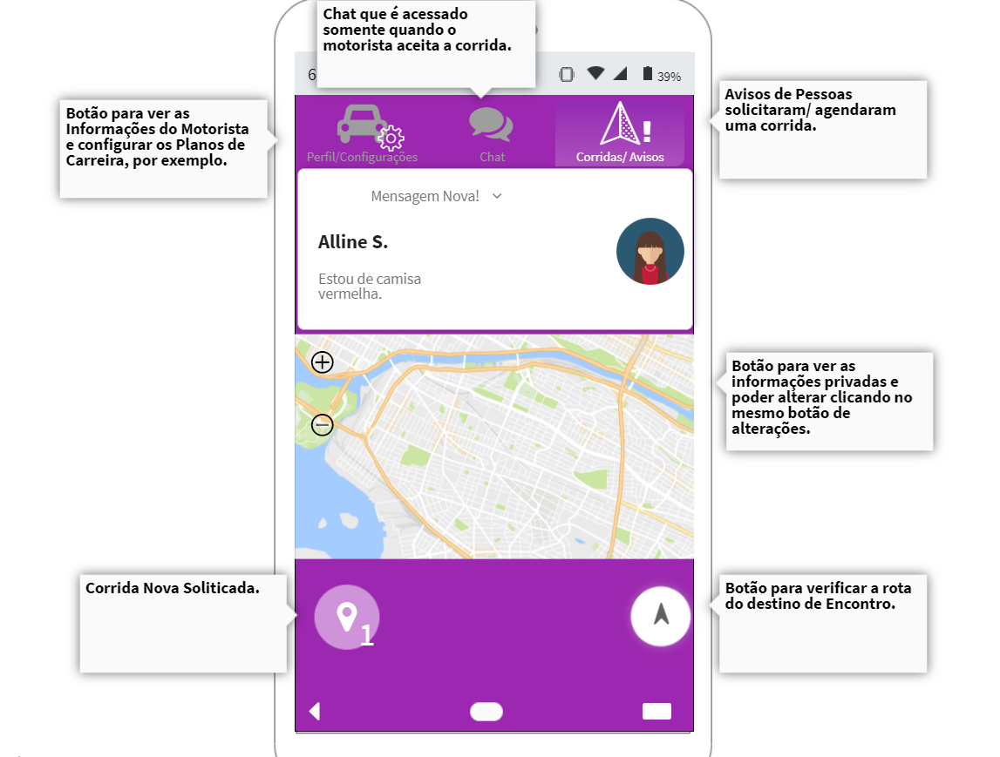 Chat que é acessado
somente quando o
motorista aceita a corrida.
6
39%
Botão para ver as
Informações do Motorista
e configurar os Planos de
Carreira, por exemplo.
Avisos de Pessoas
solicitaram/ agendaram
uma corrida.
Perfil/Configurações
Chat
!
Corridas/ Avisos
Mensagem Nova!
Alline S.
Estou de camisa
vermelha.
Botão para ver as
informações privadas e
poder alterar clicando no
mesmo botão de
alterações.
Corrida Nova Soliticada.
1
Botão para verificar a rota
do destino de Encontro.